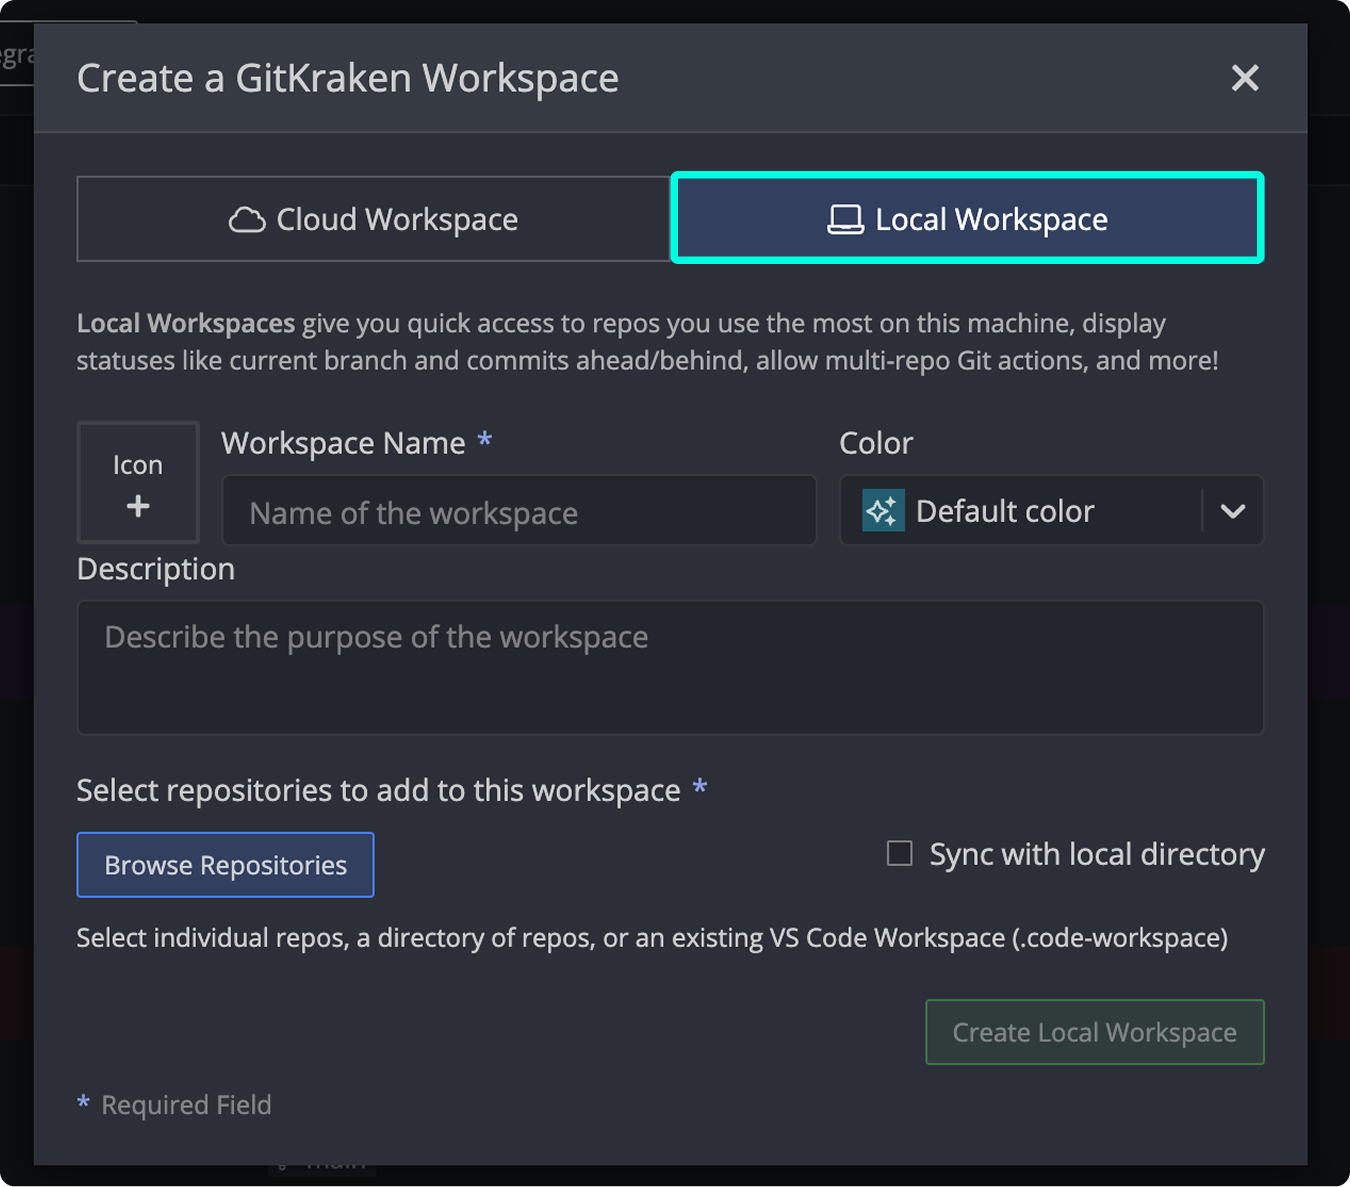 Create a GitKraken Workspace
Cloud Workspace
Local Workspace
Local Workspaces give you quick access to repos you use the most on this machine, display
statuses like current branch and commits ahead/behind, allow multi-repo Git actions, and more!
Icon
+
Workspace Name *
Name of the workspace
Color
Default color
Description
Describe the purpose of the workspace
Select repositories to add to this workspace *
Browse Repositories
Sync with local directory
Select individual repos, a directory of repos, or an existing VS Code Workspace (.code-workspace)
Create Local Workspace
* Required Field
main